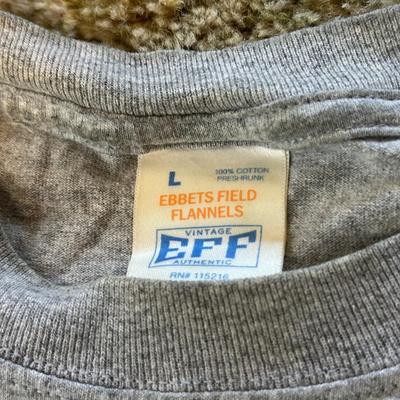 L 100% COTTON
PRESHRUNK
EBBETS FIELD
FLANNELS
VINTAGE
EFF
AUTHENTIC
RN# 115216